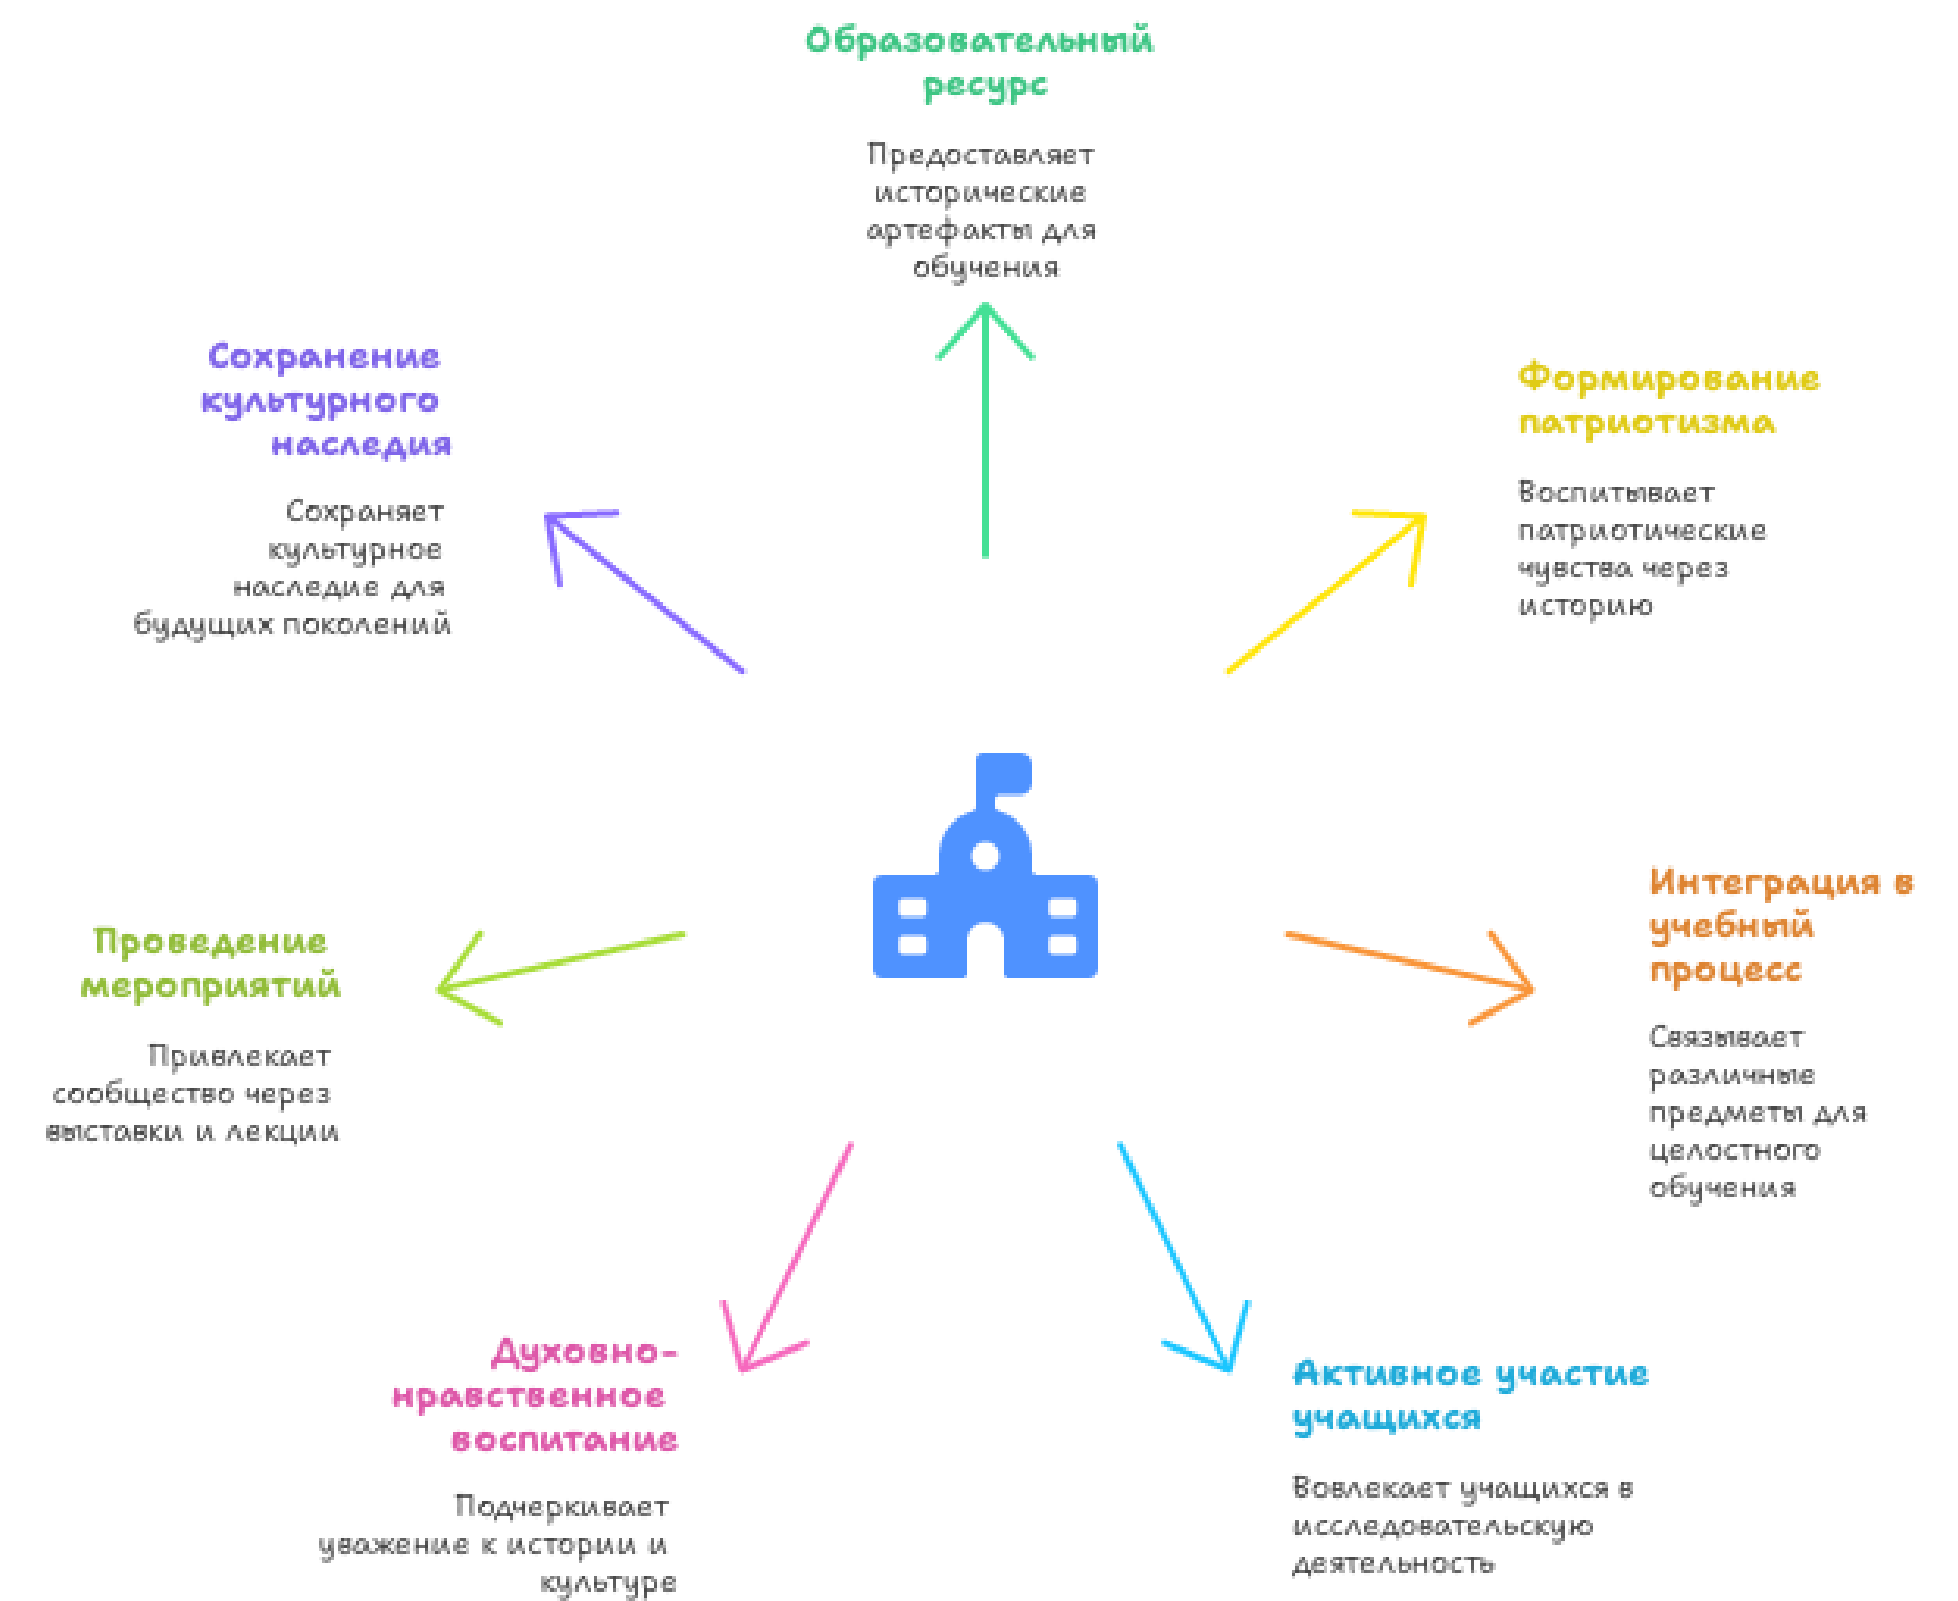 Образовательный
ресурс
Предоставляет
исторические
артефакты для
обучения
Сохранение
культурного
наследия
Сохраняет
культурное
наследие для
будущих поколений
Формирование
патриотизма
Воспитывает
патриотические
чувства через
историю
Проведение
мероприятий
Привлекает
сообщество через
выставки и лекции
Интеграция в
учебный
процесс
Связывает
различные
предметы для
целостного
обучения
Духовно-
нравственное
воспитание
Подчеркивает
уважение к истории и
культуре
Активное участие
учащихся
Вовлекает учащихся в
исследовательскую
деятельность